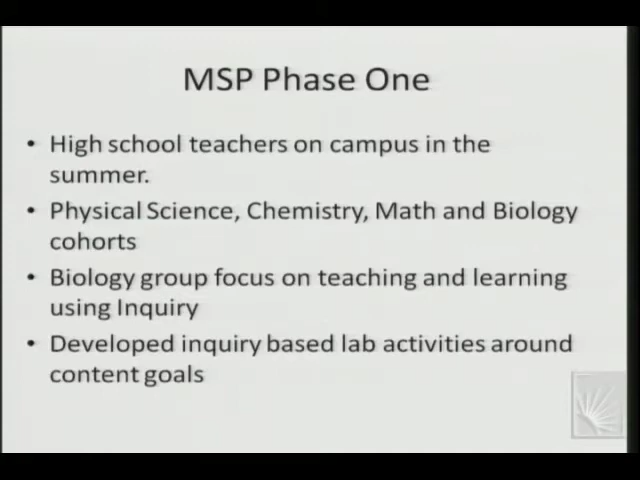 MSP Phase One
• High school teachers on campus in the
summer.
• Physical Science, Chemistry, Math and Biology
cohorts
• Biology group focus on teaching and learning
using Inquiry
• Developed inquiry based lab activities around
content goals